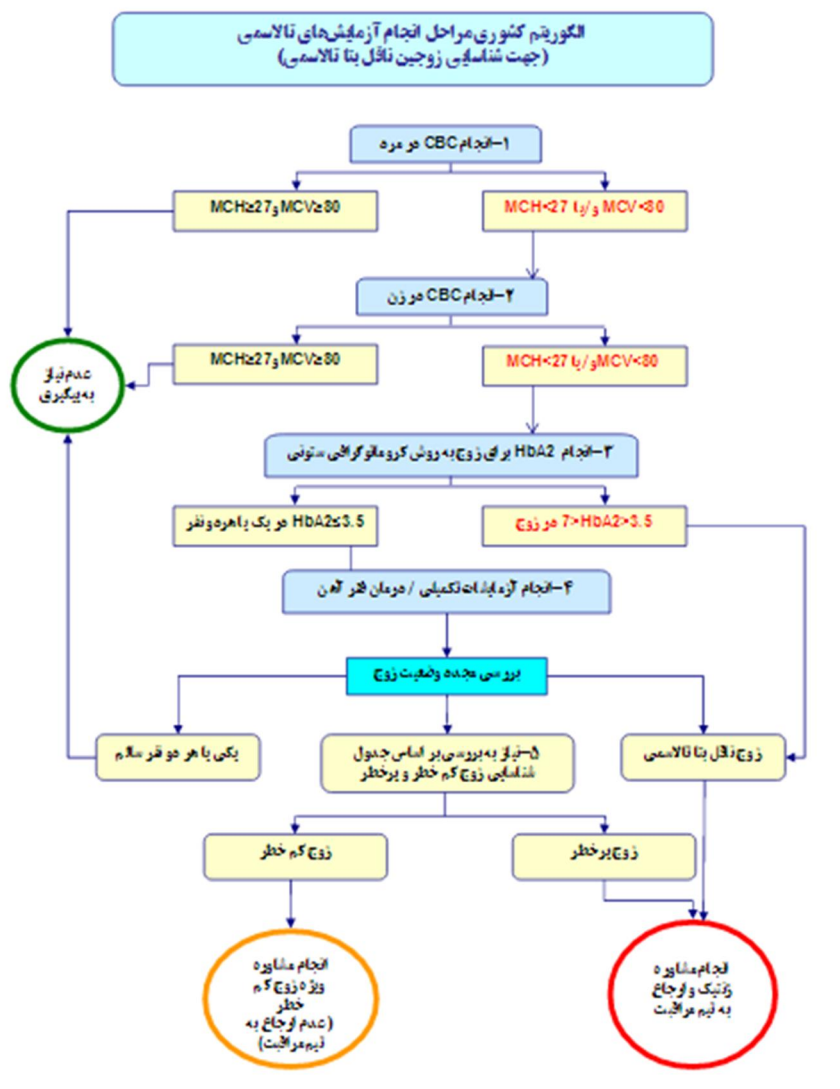 الگوریتم کشوری مراحل انجام آزمایش‌های تالاسمی
(جهت شناسایی زوجین ناقل بتا تالاسمی)
۱-انجام CBC در مرد
MCH<27 و/یا MCV<80
MCH≥27 و MCV≥80
۲-انجام CBC در زن
MCH<27 و/یا MCV<80
MCH≥27 و MCV≥80
عدم نیاز
به پیگیری
۳-انجام HbA2 برای زوج به روش کروماتوگرافی ستونی
7>HbA2>3.5 در زوج
HbA2≤3.5 در یک یا هر دو نفر
۴-انجام آزمایشات تکمیلی / درمان فقر آهن
بررسی مجدد وضعیت زوج
زوج ناقل بتا تالاسمی
۵-نیاز به بررسی بر اساس جدول
شناسایی زوج کم خطر و پرخطر
یکی یا هر دو نفر سالم
زوج پرخطر
زوج کم خطر
انجام مشاوره
ژنتیک و ارجاع
به تیم مراقبت
انجام مشاوره
ویژه زوج کم
خطر
(عدم ارجاع به
تیم مراقبت)